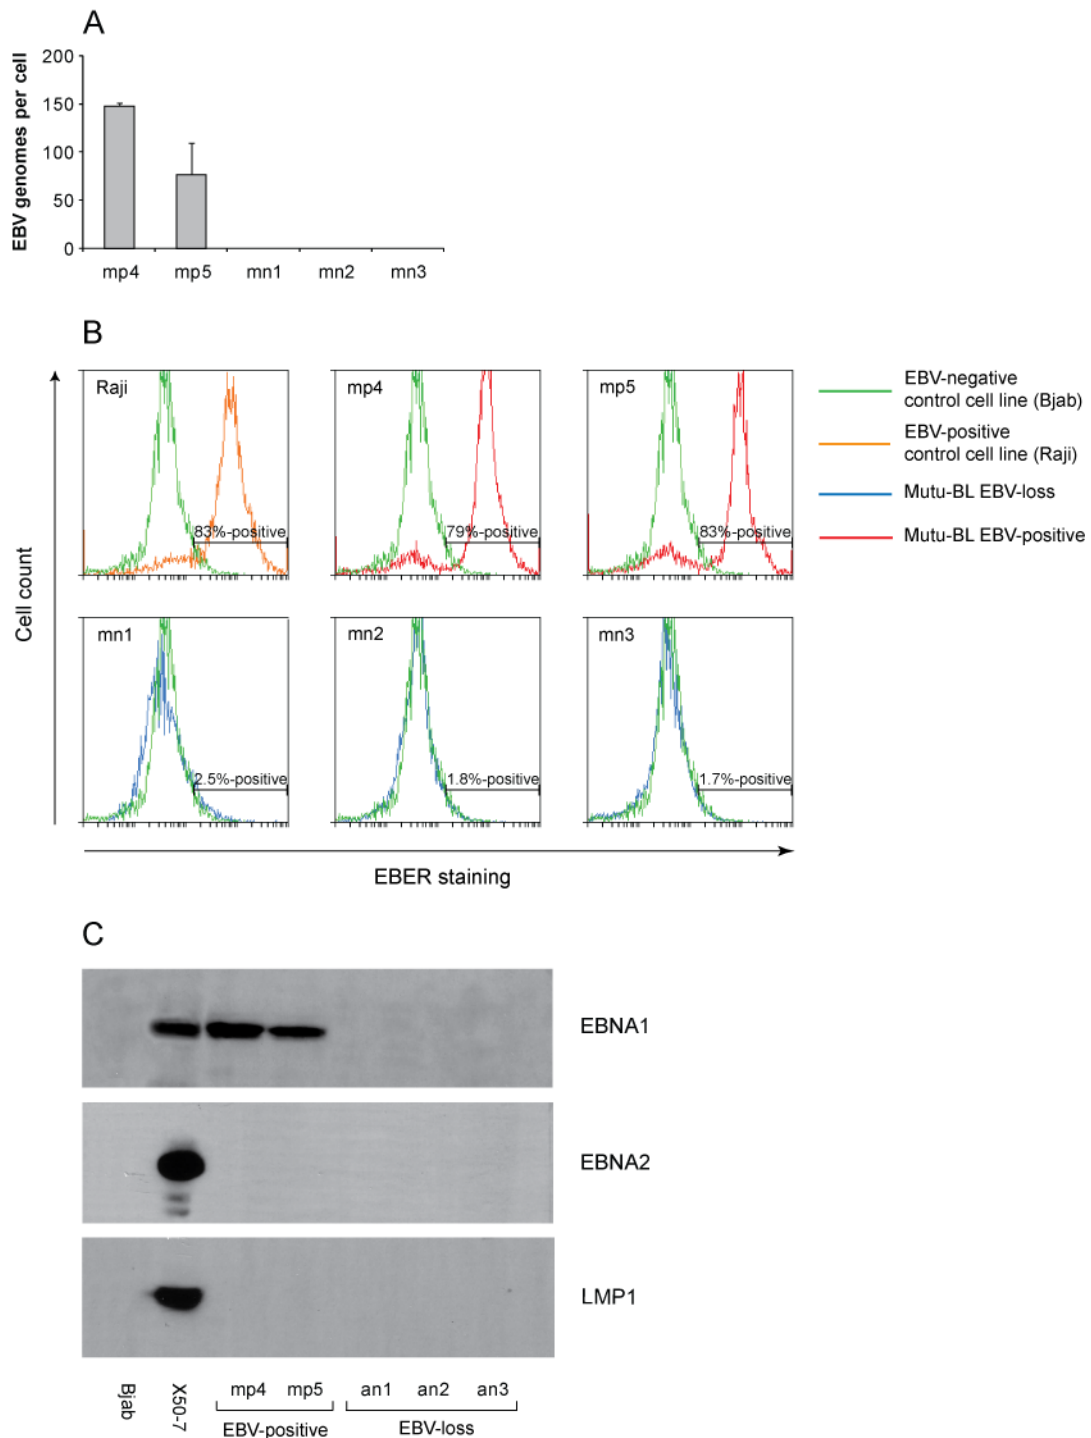 A
EBV genomes per cell
200
150
100
50
0
mp4 mp5 mn1 mn2 mn3
B
Cell count
Raji
83%-positive
mp4
79%-positive
mp5
83%-positive
EBV-negative
control cell line (Bjab)
EBV-positive
control cell line (Raji)
Mutu-BL EBV-loss
Mutu-BL EBV-positive
mn1
2.5%-positive
mn2
1.8%-positive
mn3
1.7%-positive
EBER staining
C
EBNA1
EBNA2
LMP1
Bjab
X50-7
mp4 mp5 an1 an2 an3
EBV-positive EBV-loss